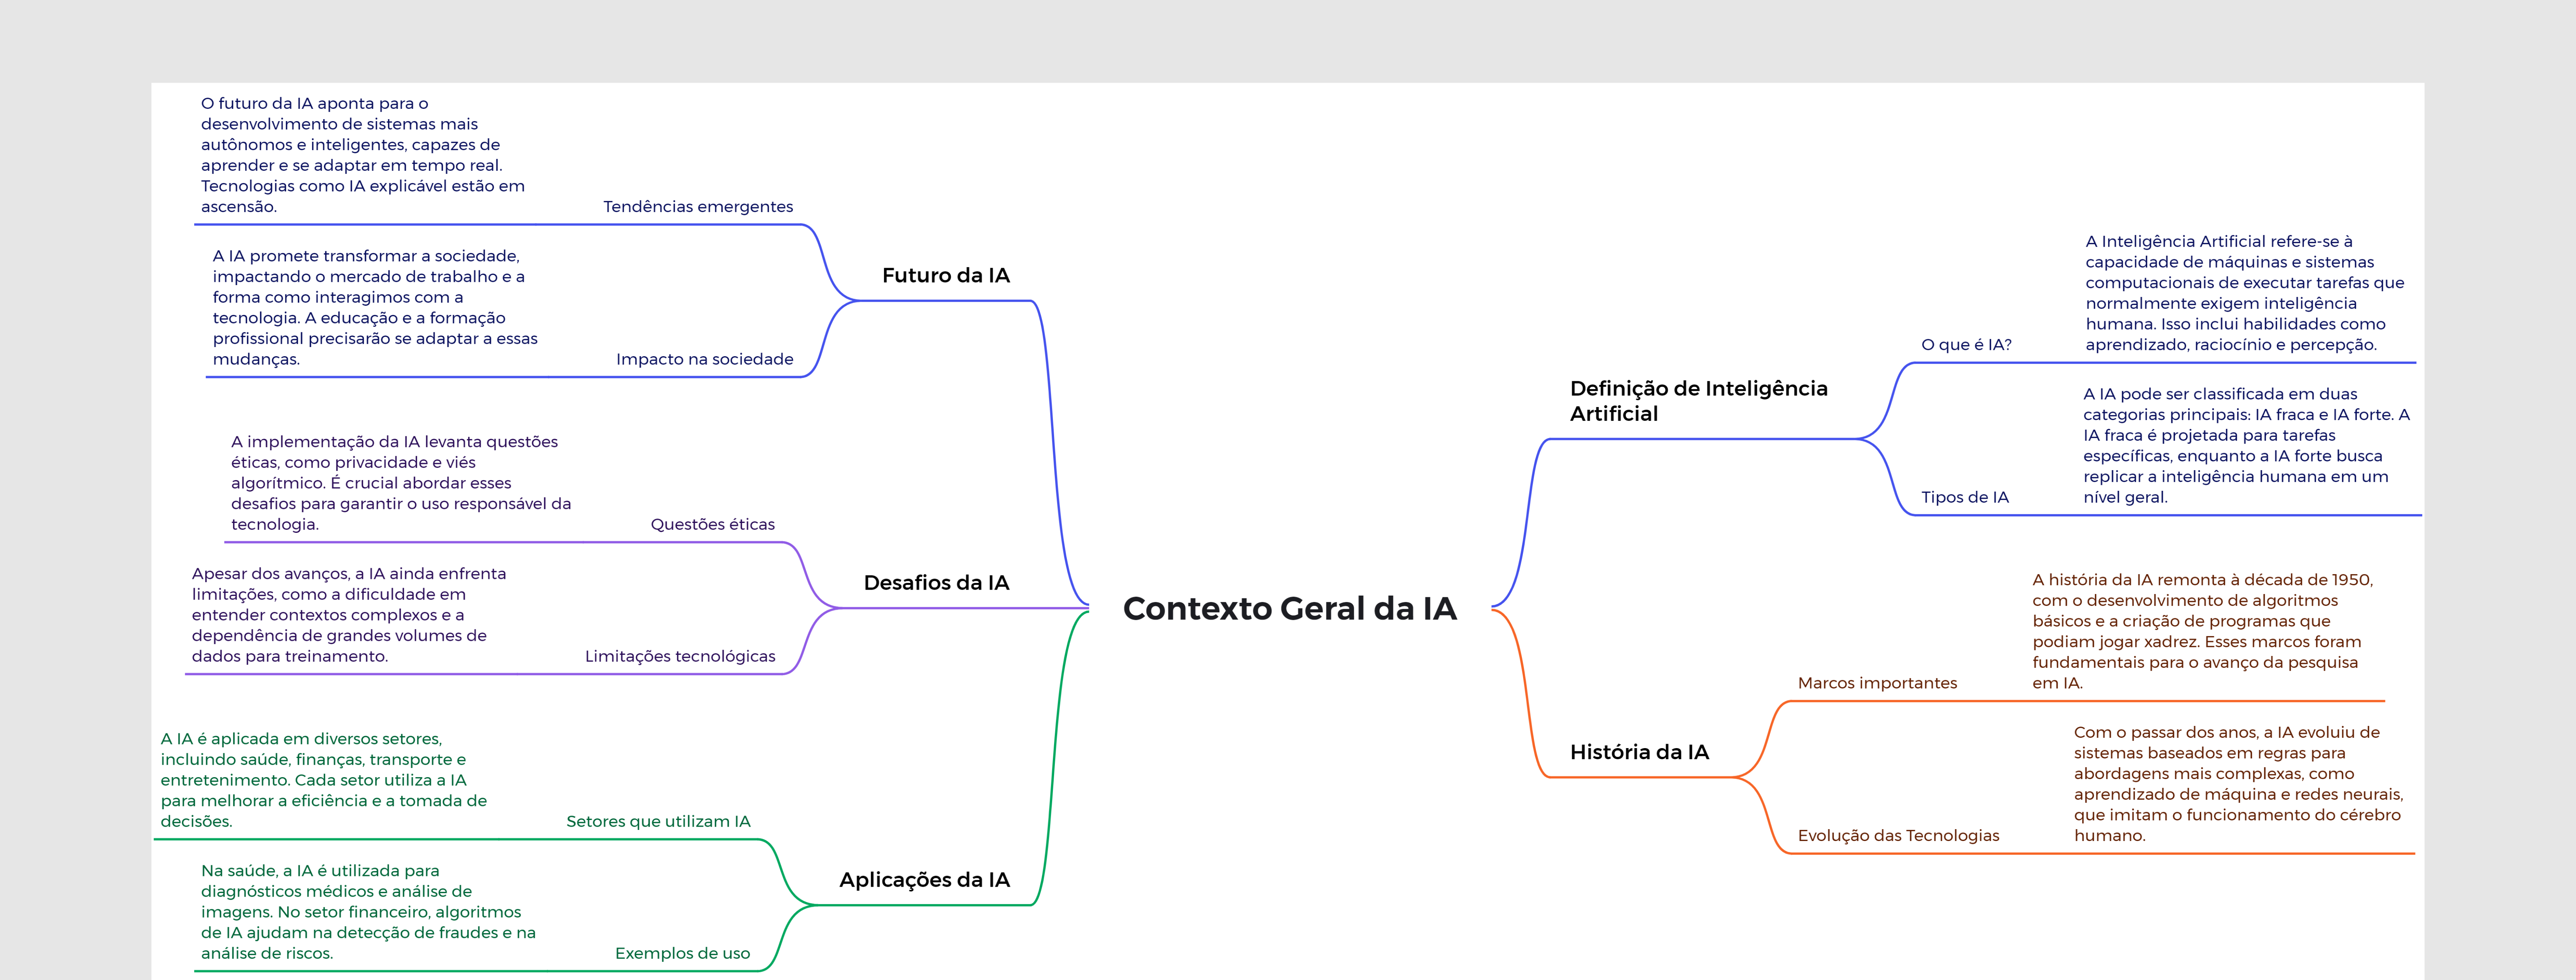 O futuro da IA aponta para o
desenvolvimento de sistemas mais
autônomos e inteligentes, capazes de
aprender e se adaptar em tempo real.
Tecnologias como IA explicável estão em
ascensão.
Tendências emergentes
A IA promete transformar a sociedade,
impactando o mercado de trabalho e a
forma como interagimos com a
tecnologia. A educação e a formação
profissional precisarão se adaptar a essas
mudanças.
Impacto na sociedade
Futuro da IA
A implementação da IA levanta questões
éticas, como privacidade e viés
algorítmico. É crucial abordar esses
desafios para garantir o uso responsável da
tecnologia.
Questões éticas
Apesar dos avanços, a IA ainda enfrenta
limitações, como a dificuldade em
entender contextos complexos e a
dependência de grandes volumes de
dados para treinamento.
Limitações tecnológicas
Desafios da IA
A IA é aplicada em diversos setores,
incluindo saúde, finanças, transporte e
entretenimento. Cada setor utiliza a IA
para melhorar a eficiência e a tomada de
decisões.
Setores que utilizam IA
Na saúde, a IA é utilizada para
diagnósticos médicos e análise de
imagens. No setor financeiro, algoritmos
de IA ajudam na detecção de fraudes e na
análise de riscos.
Exemplos de uso
Aplicações da IA
Contexto Geral da IA
Definição de Inteligência
Artificial
O que é IA?
A Inteligência Artificial refere-se à
capacidade de máquinas e sistemas
computacionais de executar tarefas que
normalmente exigem inteligência
humana. Isso inclui habilidades como
aprendizado, raciocínio e percepção.
Tipos de IA
A IA pode ser classificada em duas
categorias principais: IA fraca e IA forte. A
IA fraca é projetada para tarefas
específicas, enquanto a IA forte busca
replicar a inteligência humana em um
nível geral.
História da IA
Marcos importantes
A história da IA remonta à década de 1950,
com o desenvolvimento de algoritmos
básicos e a criação de programas que
podiam jogar xadrez. Esses marcos foram
fundamentais para o avanço da pesquisa
em IA.
Evolução das Tecnologias
Com o passar dos anos, a IA evoluiu de
sistemas baseados em regras para
abordagens mais complexas, como
aprendizado de máquina e redes neurais,
que imitam o funcionamento do cérebro
humano.